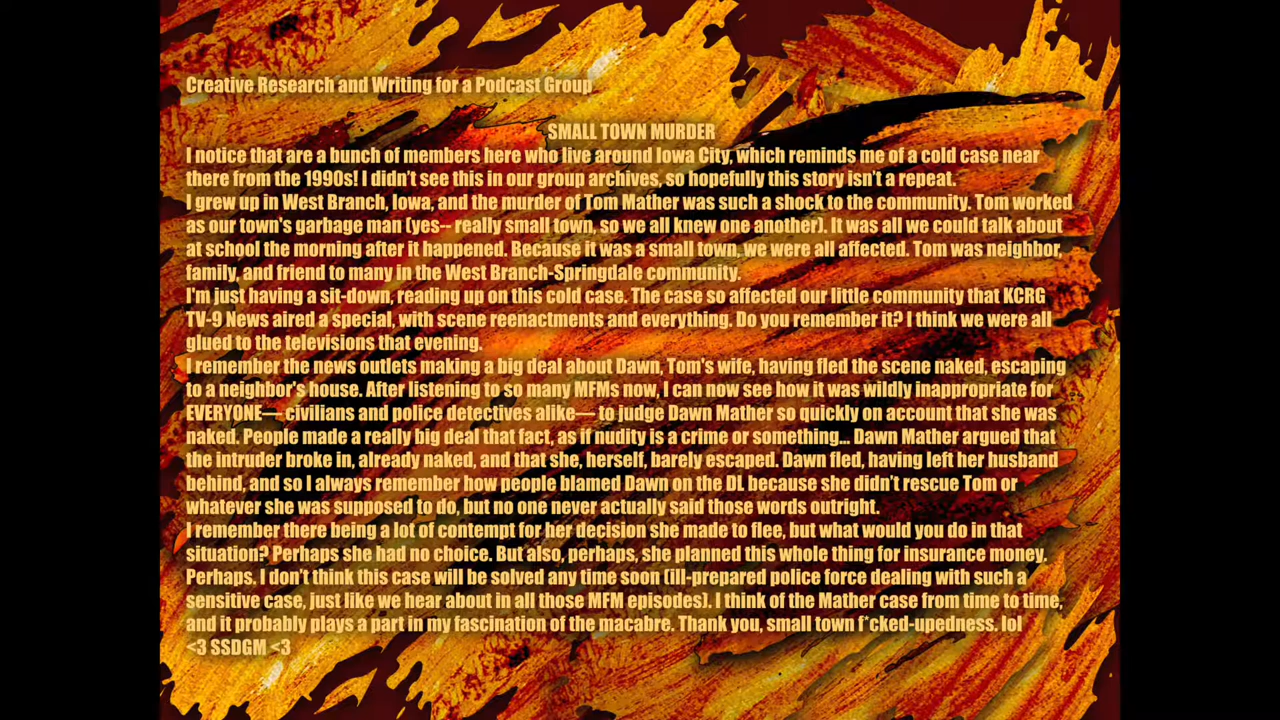 Creative Research and Writing for a Podcast Group
SMALL TOWN MURDER
I notice that are a bunch of members here who live around Iowa City, which reminds me of a cold case near
there from the 1990s! I didn't see this in our group archives, so hopefully this story isn't a repeat.
I grew up in West Branch, Iowa, and the murder of Tom Mather was such a shock to the community. Tom worked
as our town's garbage man (yes-- really small town, so we all knew one another). It was all we could talk about
at school the morning after it happened. Because it was a small town, we were all affected. Tom was neighbor,
family, and friend to many in the West Branch-Springdale community.
I'm just having a sit-down, reading up on this cold case. The case so affected our little community that KCRG
TV-9 News aired a special, with scene reenactments and everything. Do you remember it? I think we were all
glued to the televisions that evening.
I remember the news outlets making a big deal about Dawn, Tom's wife, having fled the scene naked, escaping
to a neighbor's house. After listening to so many MFMs now, I can now see how it was wildly inappropriate for
EVERYONE— civilians and police detectives alike— to judge Dawn Mather so quickly on account that she was
naked. People made a really big deal that fact, as if nudity is a crime or something... Dawn Mather argued that
the intruder broke in, already naked, and that she, herself, barely escaped. Dawn fled, having left her husband
behind, and so I always remember how people blamed Dawn on the DL because she didn't rescue Tom or
whatever she was supposed to do, but no one never actually said those words outright.
I remember there being a lot of contempt for her decision she made to flee, but what would you do in that
situation? Perhaps she had no choice. But also, perhaps, she planned this whole thing for insurance money.
Perhaps. I don't think this case will be solved any time soon (ill-prepared police force dealing with such a
sensitive case, just like we hear about in all those MFM episodes). I think of the Mather case from time to time,
and it probably plays a part in my fascination of the macabre. Thank you, small town f*cked-upedness. lol
<3 SSDGM <3